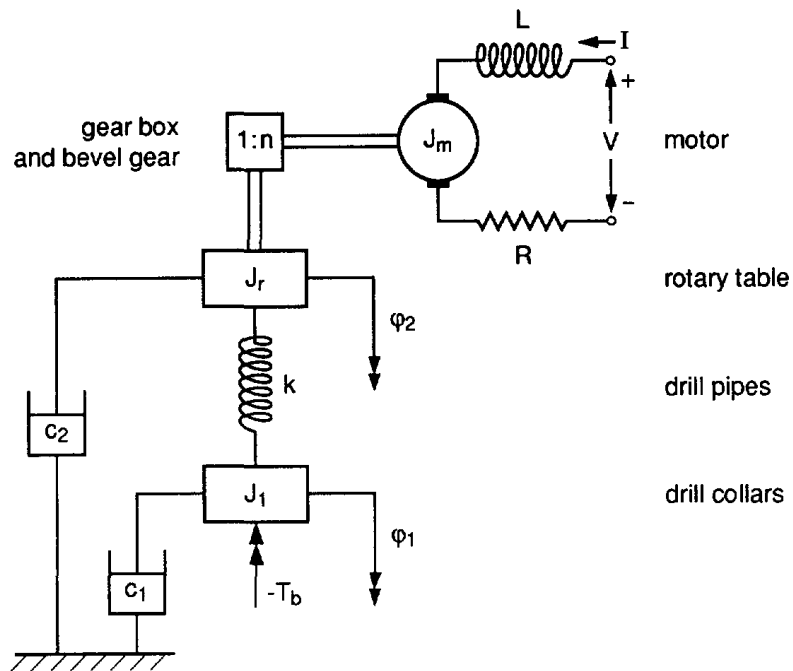 L
I
+
gear box
and bevel gear
1:n
J_m
V
motor
-
R
J_r
rotary table
φ₂
k
drill pipes
c₂
J₁
drill collars
φ₁
c₁
-T_b